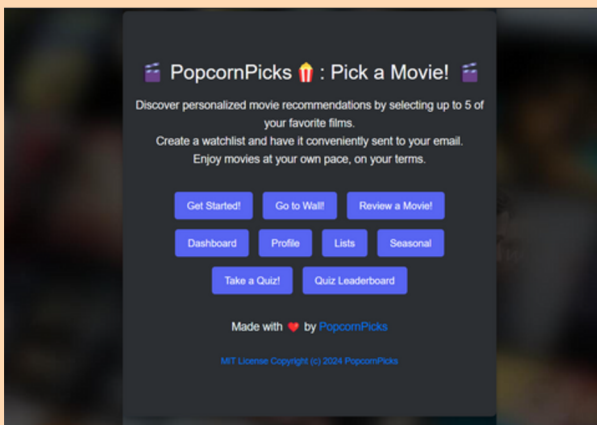 🎬 PopcornPicks 🍿 : Pick a Movie! 🎬
Discover personalized movie recommendations by selecting up to 5 of
your favorite films.
Create a watchlist and have it conveniently sent to your email.
Enjoy movies at your own pace, on your terms.
Get Started! Go to Wall! Review a Movie!
Dashboard Profile Lists Seasonal
Take a Quiz! Quiz Leaderboard
Made with ❤️ by PopcornPicks
MIT License Copyright (c) 2024 PopcornPicks